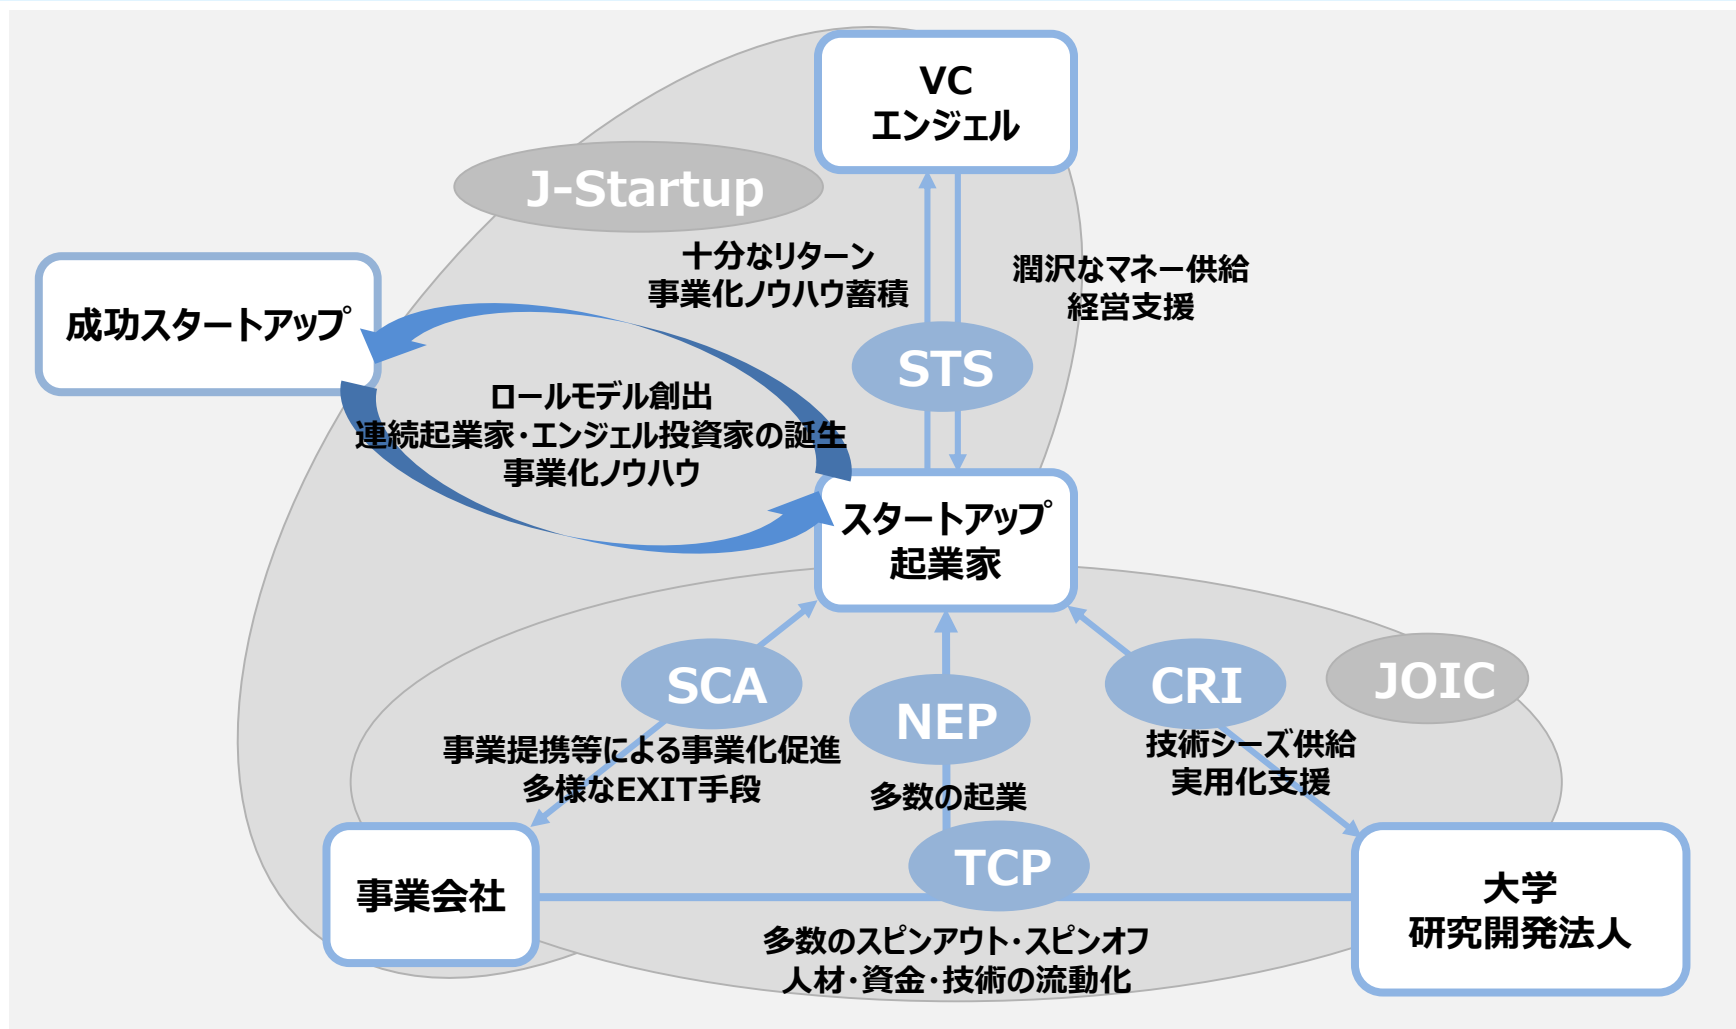 VC
エンジェル
J-Startup
十分なリターン
事業化ノウハウ蓄積
潤沢なマネー供給
経営支援
成功スタートアップ
STS
ロールモデル創出
連続起業家・エンジェル投資家の誕生
事業化ノウハウ
スタートアップ
起業家
SCA
NEP
CRI
JOIC
事業提携等による事業化促進
多様なEXIT手段
多数の起業
技術シーズ供給
実用化支援
TCP
事業会社
大学
研究開発法人
多数のスピンアウト・スピンオフ
人材・資金・技術の流動化